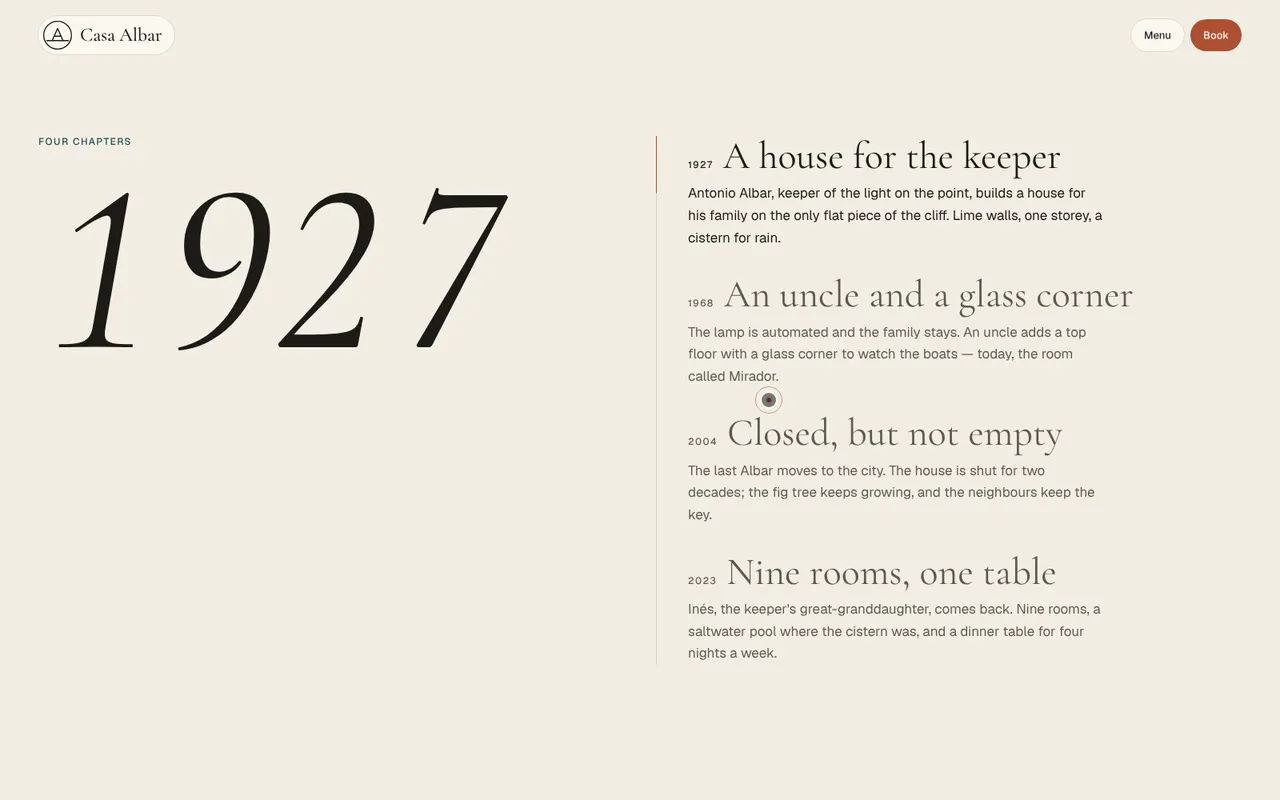 Casa Albar
Menu
Book
FOUR CHAPTERS
1927
1927 A house for the keeper
Antonio Albar, keeper of the light on the point, builds a house for
his family on the only flat piece of the cliff. Lime walls, one storey, a
cistern for rain.
1968 An uncle and a glass corner
The lamp is automated and the family stays. An uncle adds a top
floor with a glass corner to watch the boats — today, the room
called Mirador.
2004 Closed, but not empty
The last Albar moves to the city. The house is shut for two
decades; the fig tree keeps growing, and the neighbours keep the
key.
2023 Nine rooms, one table
Inés, the keeper's great-granddaughter, comes back. Nine rooms, a
saltwater pool where the cistern was, and a dinner table for four
nights a week.